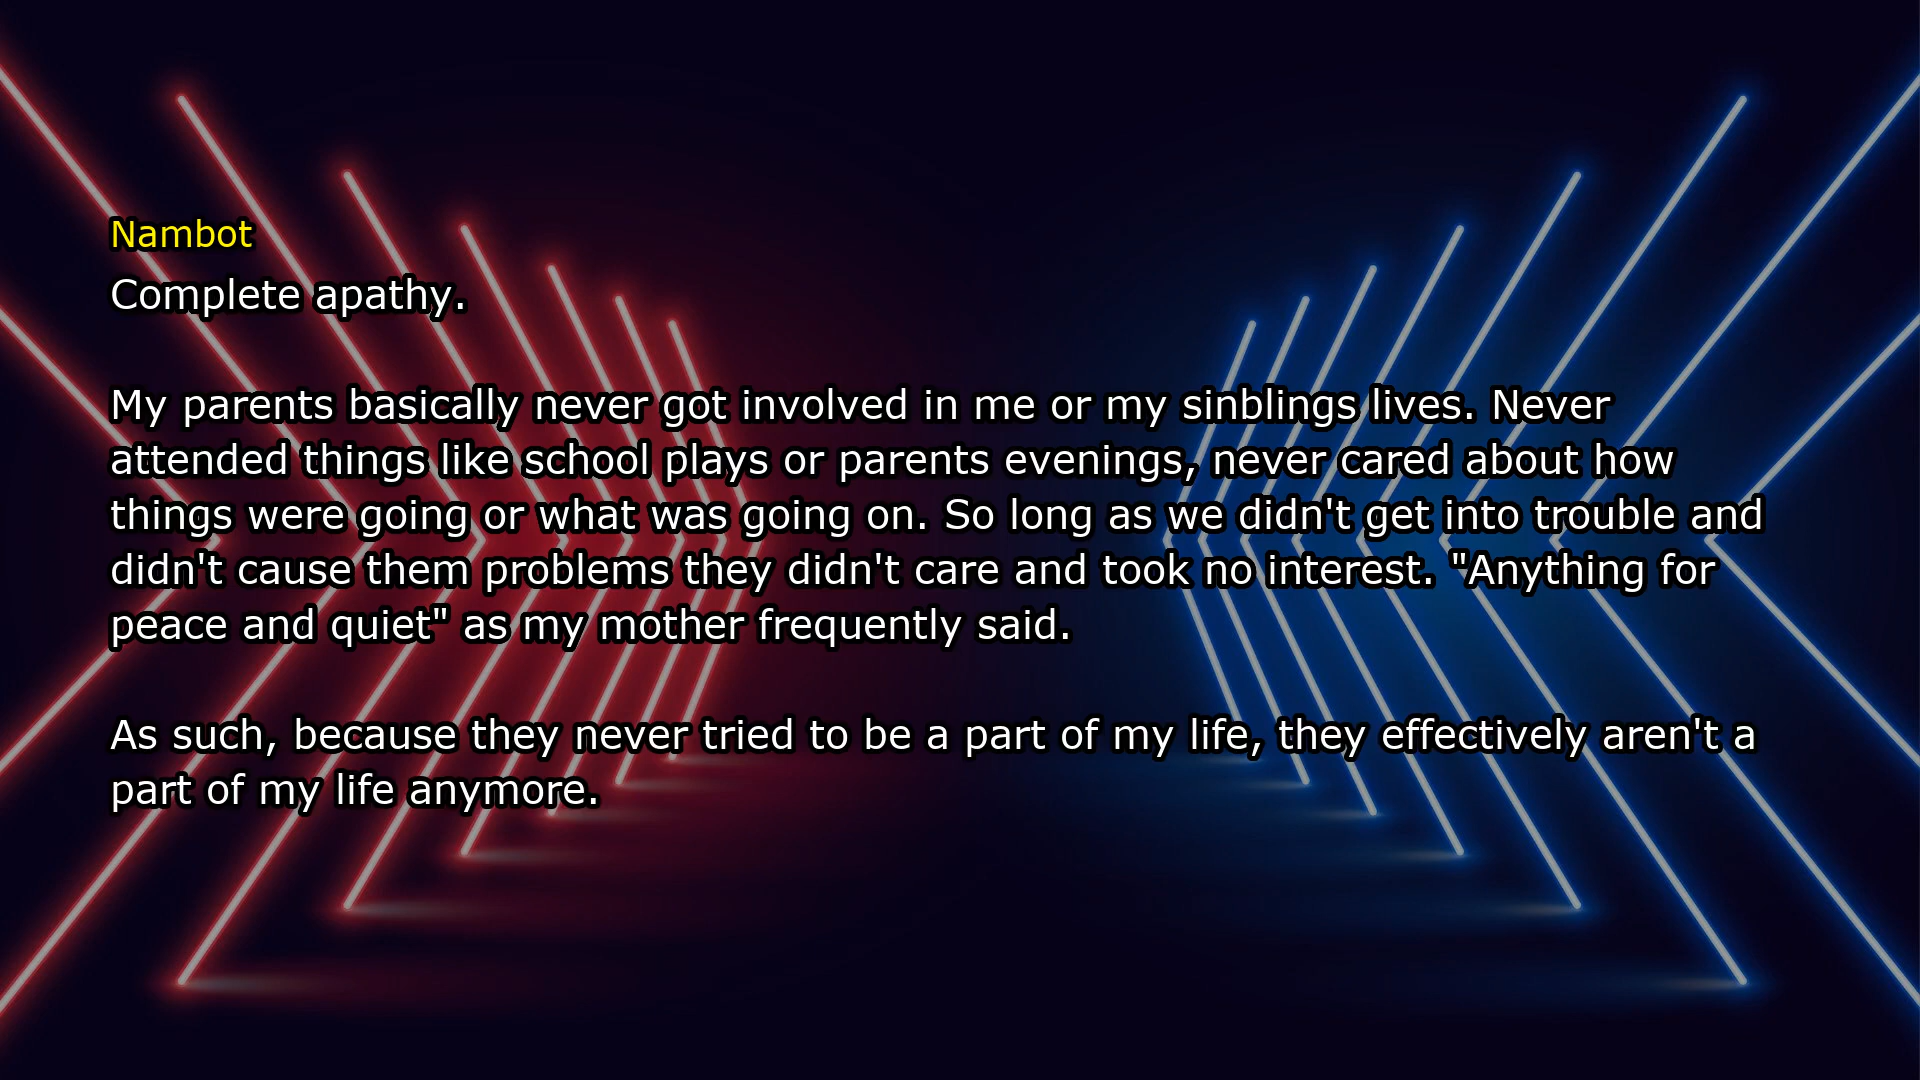 Nambot
Complete apathy.
My parents basically never got involved in me or my sinblings lives. Never
attended things like school plays or parents evenings, never cared about how
things were going or what was going on. So long as we didn't get into trouble and
didn't cause them problems they didn't care and took no interest. "Anything for
peace and quiet" as my mother frequently said.
As such, because they never tried to be a part of my life, they effectively aren't a
part of my life anymore.